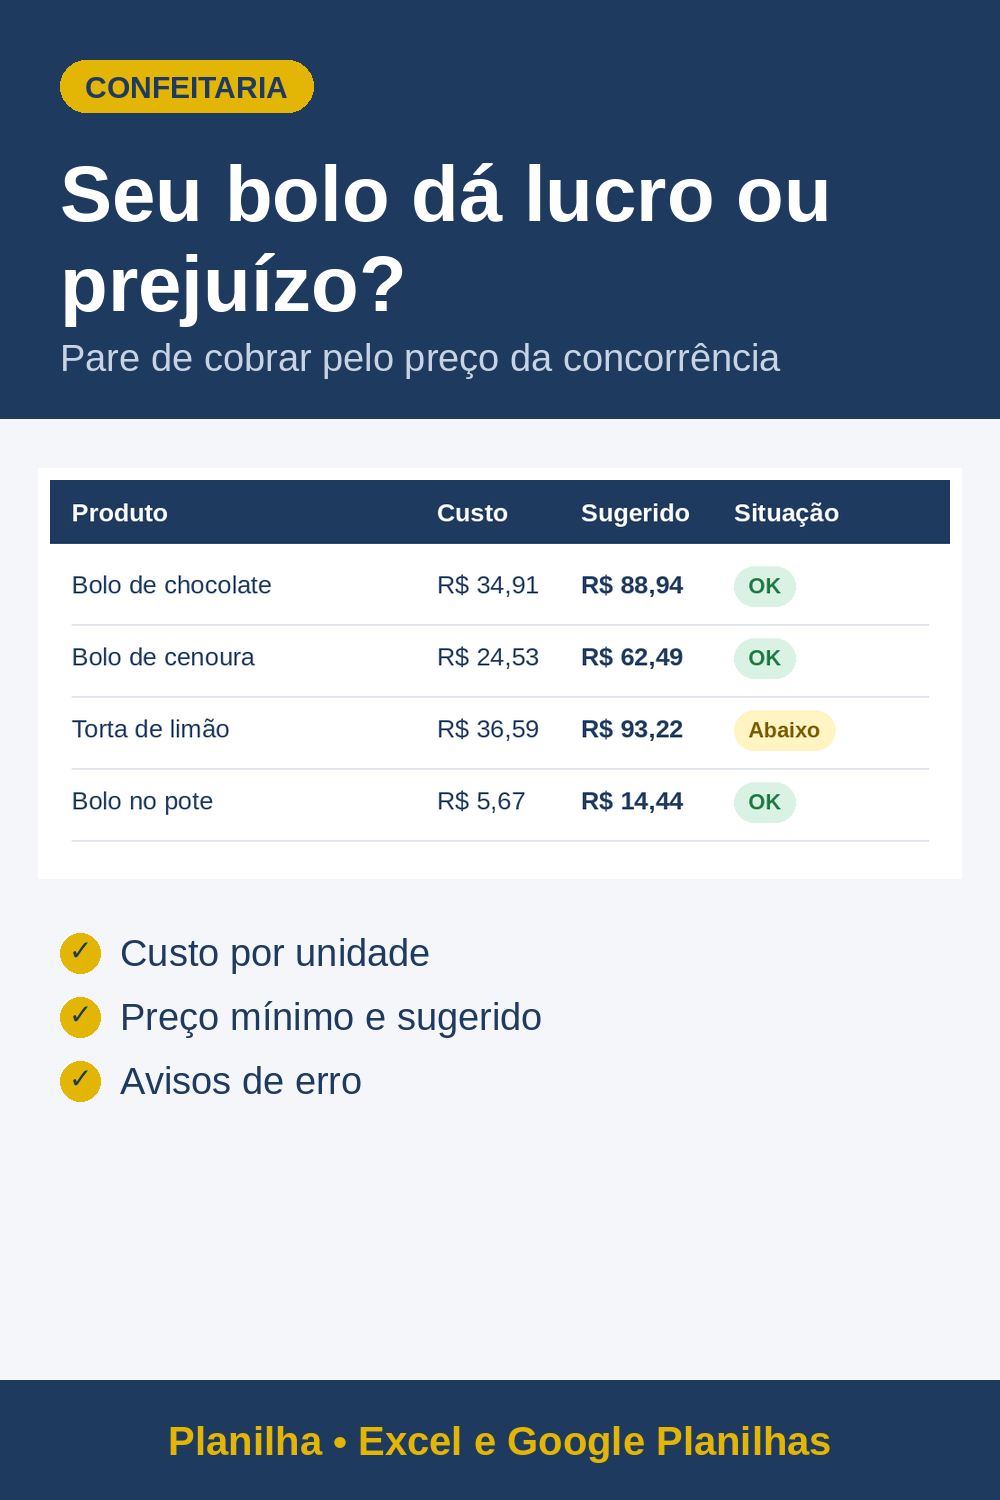 CONFEITARIA
Seu bolo dá lucro ou
prejuízo?
Pare de cobrar pelo preço da concorrência
Produto Custo Sugerido Situação
Bolo de chocolate R$ 34,91 R$ 88,94 OK
Bolo de cenoura R$ 24,53 R$ 62,49 OK
Torta de limão R$ 36,59 R$ 93,22 Abaixo
Bolo no pote R$ 5,67 R$ 14,44 OK
✓ Custo por unidade
✓ Preço mínimo e sugerido
✓ Avisos de erro
Planilha • Excel e Google Planilhas